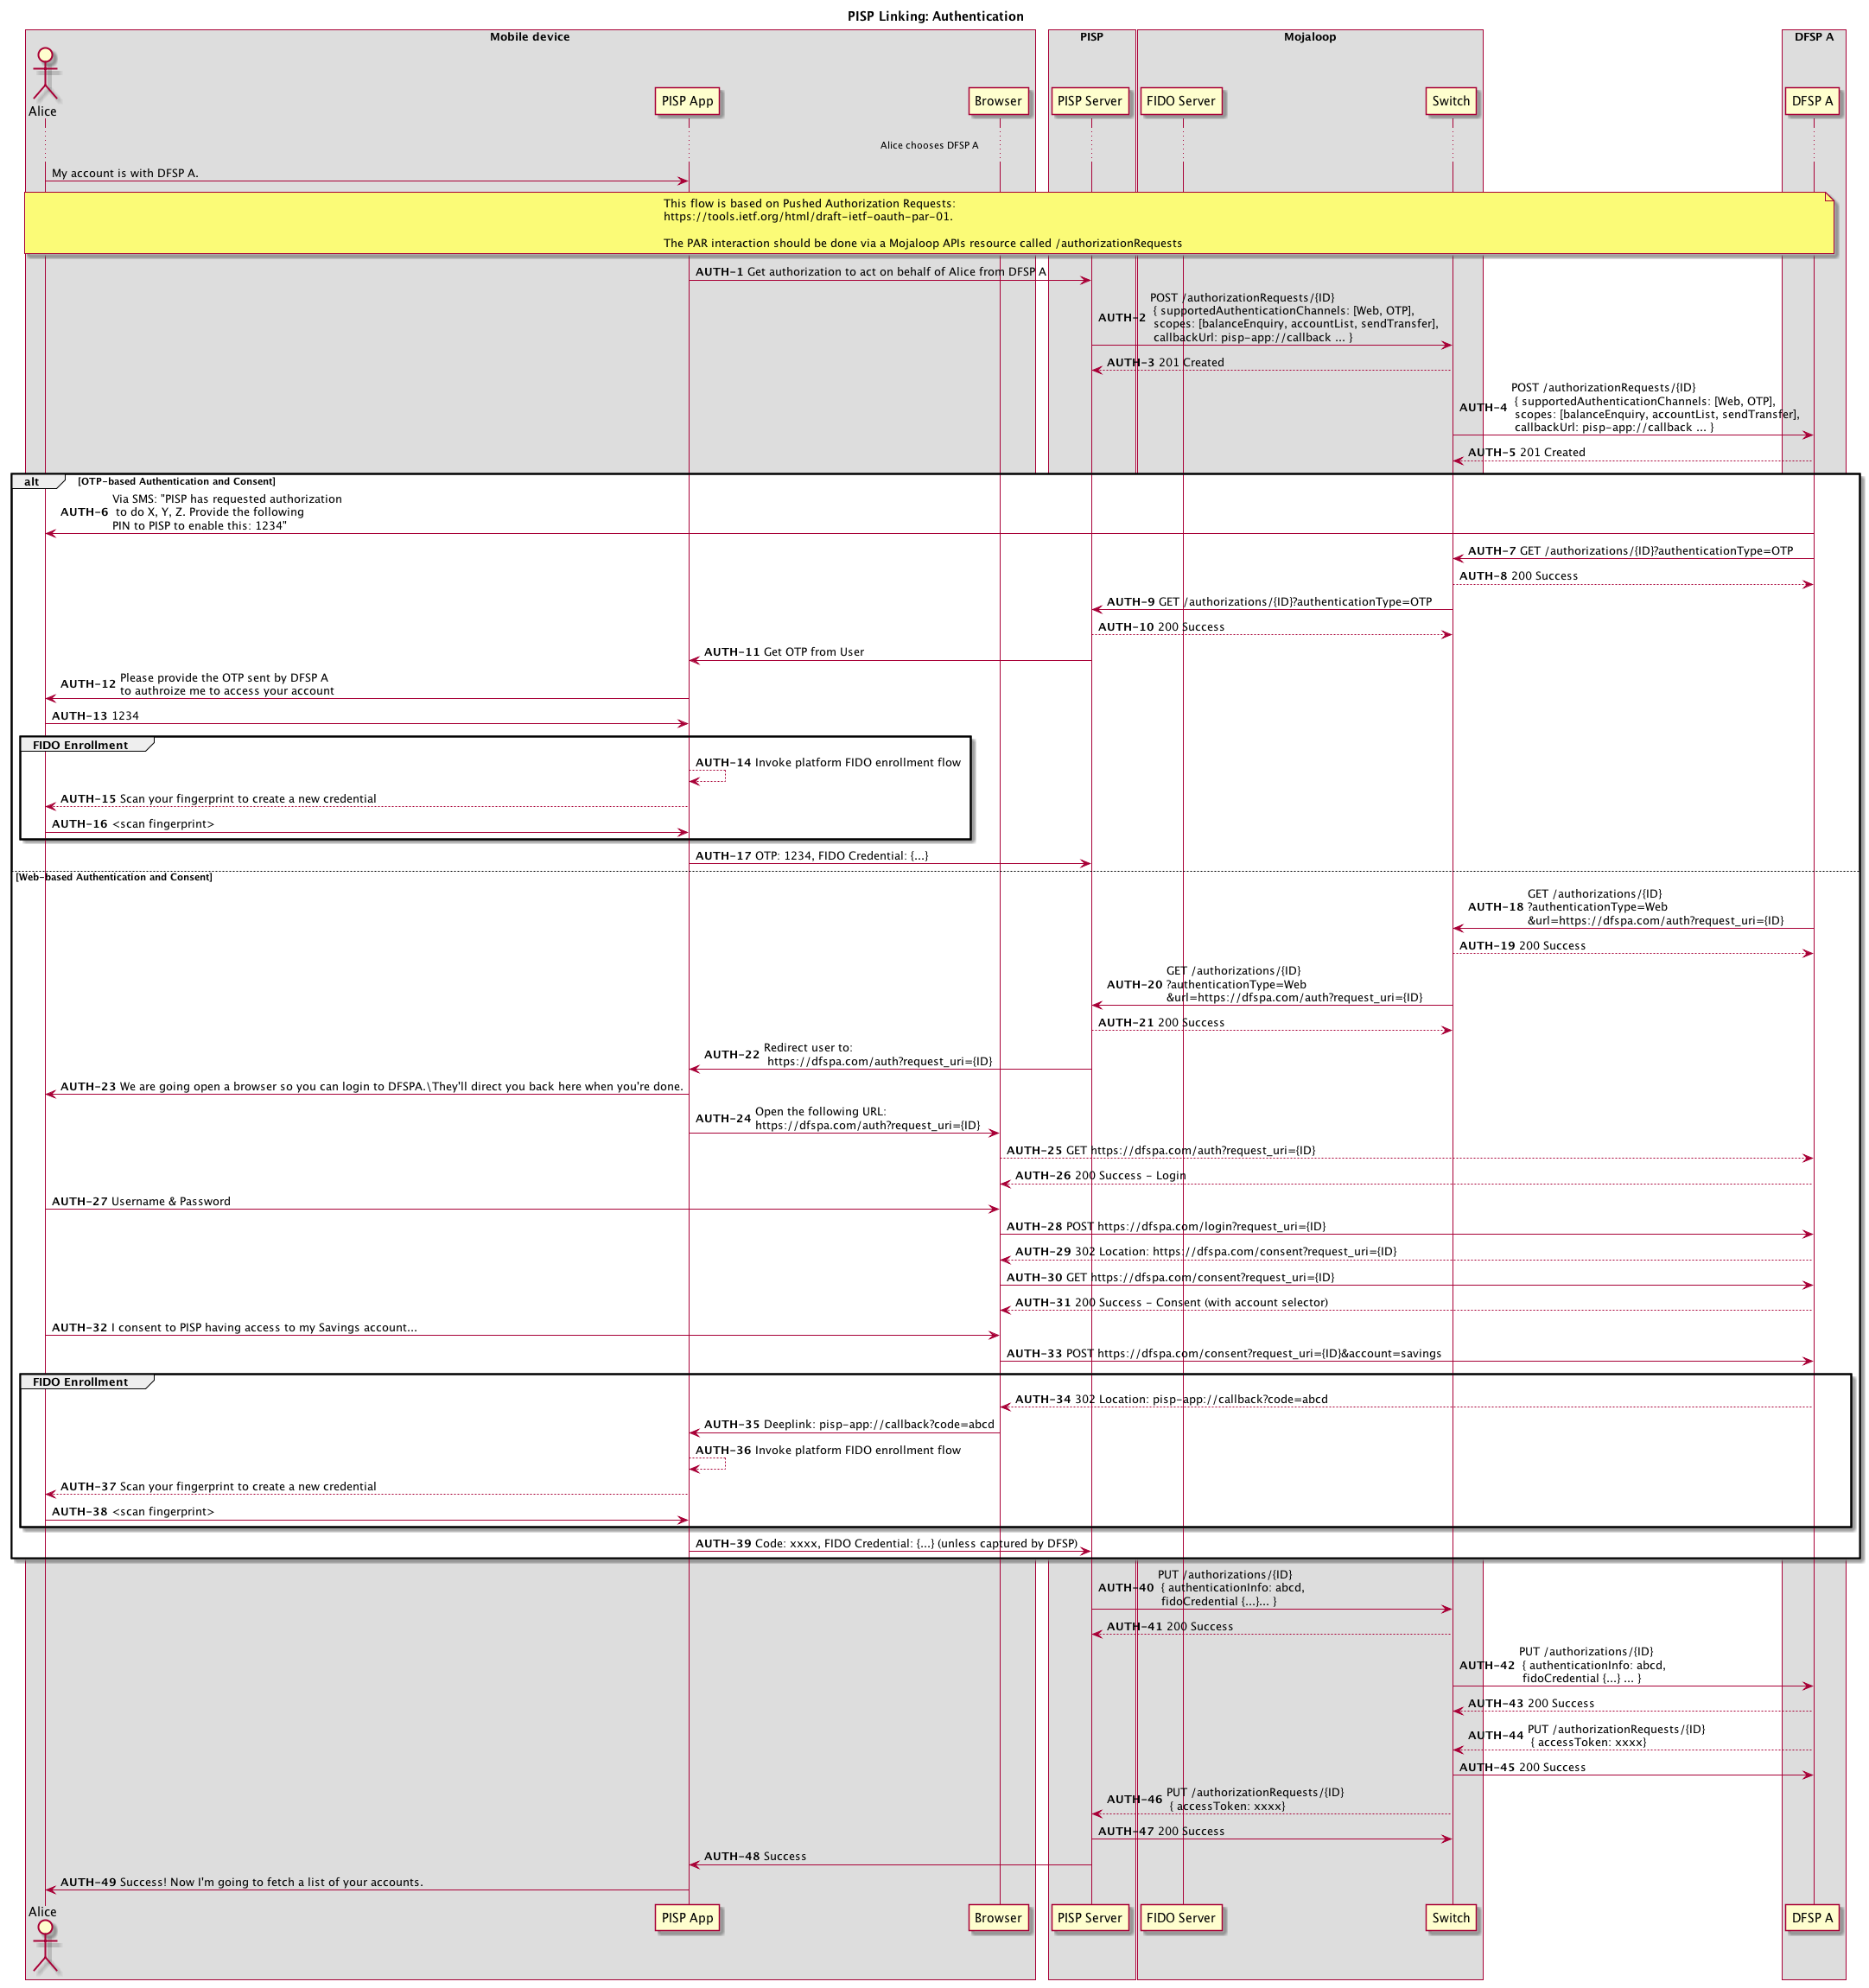 PISP Linking: Authentication
Mobile device
PISP
Mojaloop
DFSP A
Alice
PISP App
Browser
PISP Server
FIDO Server
Switch
DFSP A
Alice chooses DFSP A
My account is with DFSP A.
This flow is based on Pushed Authorization Requests:
https://tools.ietf.org/html/draft-ietf-oauth-par-01.
The PAR interaction should be done via a Mojaloop APIs resource called /authorizationRequests
AUTH-1 Get authorization to act on behalf of Alice from DFSP A
POST /authorizationRequests/{ID}
AUTH-2 { supportedAuthenticationChannels: [Web, OTP],
scopes: [balanceEnquiry, accountList, sendTransfer],
callbackUrl: pisp-app://callback ... }
AUTH-3 201 Created
POST /authorizationRequests/{ID}
AUTH-4 { supportedAuthenticationChannels: [Web, OTP],
scopes: [balanceEnquiry, accountList, sendTransfer],
callbackUrl: pisp-app://callback ... }
AUTH-5 201 Created
alt [OTP-based Authentication and Consent]
Via SMS: "PISP has requested authorization
AUTH-6 to do X, Y, Z. Provide the following
PIN to PISP to enable this: 1234"
AUTH-7 GET /authorizations/{ID}?authenticationType=OTP
AUTH-8 200 Success
AUTH-9 GET /authorizations/{ID}?authenticationType=OTP
AUTH-10 200 Success
AUTH-11 Get OTP from User
AUTH-12 Please provide the OTP sent by DFSP A
to authroize me to access your account
AUTH-13 1234
FIDO Enrollment
AUTH-14 Invoke platform FIDO enrollment flow
AUTH-15 Scan your fingerprint to create a new credential
AUTH-16 <scan fingerprint>
AUTH-17 OTP: 1234, FIDO Credential: {...}
[Web-based Authentication and Consent]
GET /authorizations/{ID}
AUTH-18 ?authenticationType=Web
&url=https://dfspa.com/auth?request_uri={ID}
AUTH-19 200 Success
GET /authorizations/{ID}
AUTH-20 ?authenticationType=Web
&url=https://dfspa.com/auth?request_uri={ID}
AUTH-21 200 Success
AUTH-22 Redirect user to:
https://dfspa.com/auth?request_uri={ID}
AUTH-23 We are going open a browser so you can login to DFSPA.\They'll direct you back here when you're done.
AUTH-24 Open the following URL:
https://dfspa.com/auth?request_uri={ID}
AUTH-25 GET https://dfspa.com/auth?request_uri={ID}
AUTH-26 200 Success - Login
AUTH-27 Username & Password
AUTH-28 POST https://dfspa.com/login?request_uri={ID}
AUTH-29 302 Location: https://dfspa.com/consent?request_uri={ID}
AUTH-30 GET https://dfspa.com/consent?request_uri={ID}
AUTH-31 200 Success - Consent (with account selector)
AUTH-32 I consent to PISP having access to my Savings account...
AUTH-33 POST https://dfspa.com/consent?request_uri={ID}&account=savings
FIDO Enrollment
AUTH-34 302 Location: pisp-app://callback?code=abcd
AUTH-35 Deeplink: pisp-app://callback?code=abcd
AUTH-36 Invoke platform FIDO enrollment flow
AUTH-37 Scan your fingerprint to create a new credential
AUTH-38 <scan fingerprint>
AUTH-39 Code: xxxx, FIDO Credential: {...} (unless captured by DFSP)
PUT /authorizations/{ID}
AUTH-40 { authenticationInfo: abcd,
fidoCredential {...}... }
AUTH-41 200 Success
PUT /authorizations/{ID}
AUTH-42 { authenticationInfo: abcd,
fidoCredential {...} ... }
AUTH-43 200 Success
AUTH-44 PUT /authorizationRequests/{ID}
{ accessToken: xxxx}
AUTH-45 200 Success
AUTH-46 PUT /authorizationRequests/{ID}
{ accessToken: xxxx}
AUTH-47 200 Success
AUTH-48 Success
AUTH-49 Success! Now I'm going to fetch a list of your accounts.
Alice
PISP App
Browser
PISP Server
FIDO Server
Switch
DFSP A